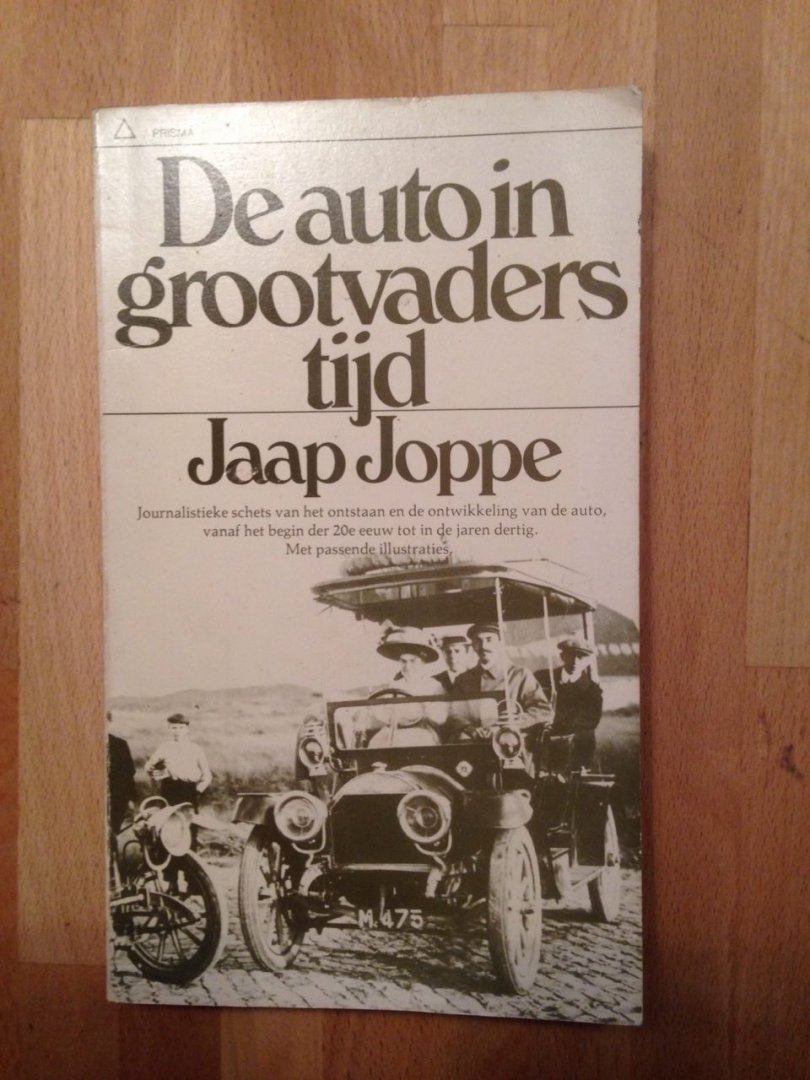 PRISMA
De auto in
grootvaders
tijd
Jaap Joppe
Journalistieke schets van het ontstaan en de ontwikkeling van de auto,
vanaf het begin der 20e eeuw tot in de jaren dertig.
Met passende illustraties.
M.475